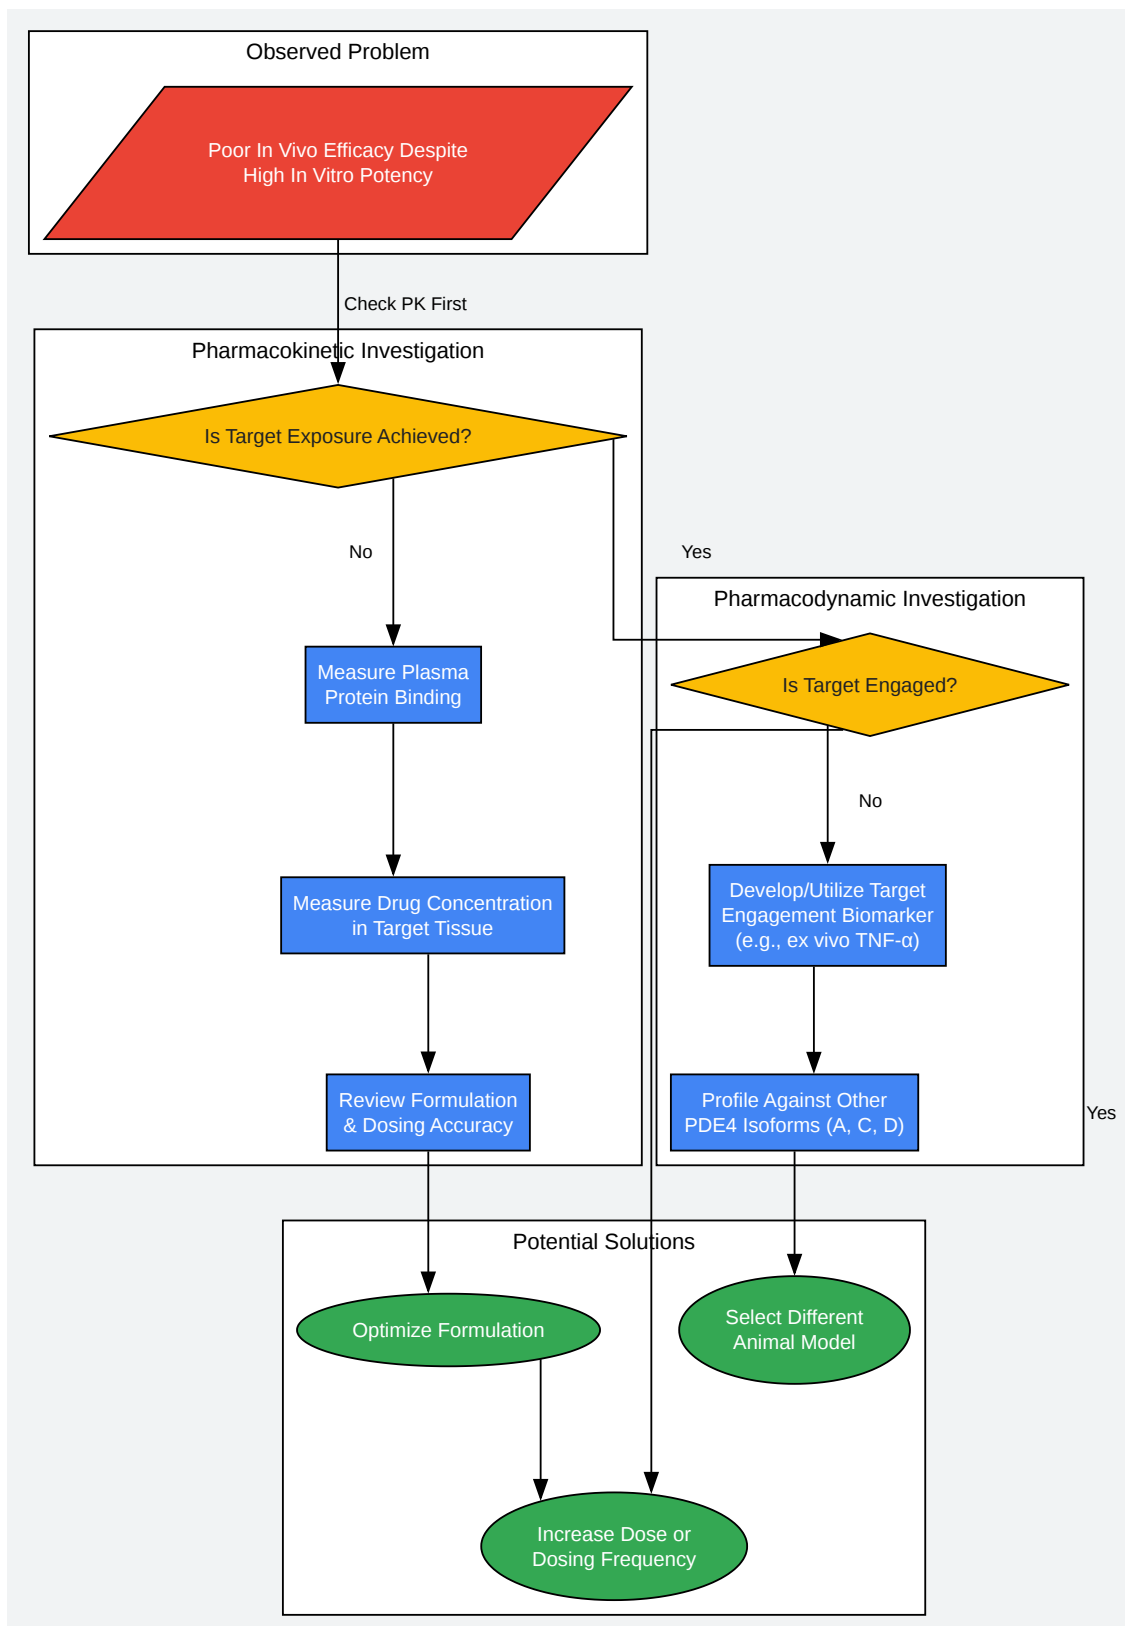 Observed Problem
Poor In Vivo Efficacy Despite
High In Vitro Potency
Check PK First
Pharmacokinetic Investigation
Is Target Exposure Achieved?
No
Yes
Measure Plasma
Protein Binding
Measure Drug Concentration
in Target Tissue
Review Formulation
& Dosing Accuracy
Pharmacodynamic Investigation
Is Target Engaged?
No
Develop/Utilize Target
Engagement Biomarker
(e.g., ex vivo TNF-α)
Profile Against Other
PDE4 Isoforms (A, C, D)
Yes
Potential Solutions
Optimize Formulation
Select Different
Animal Model
Increase Dose or
Dosing Frequency